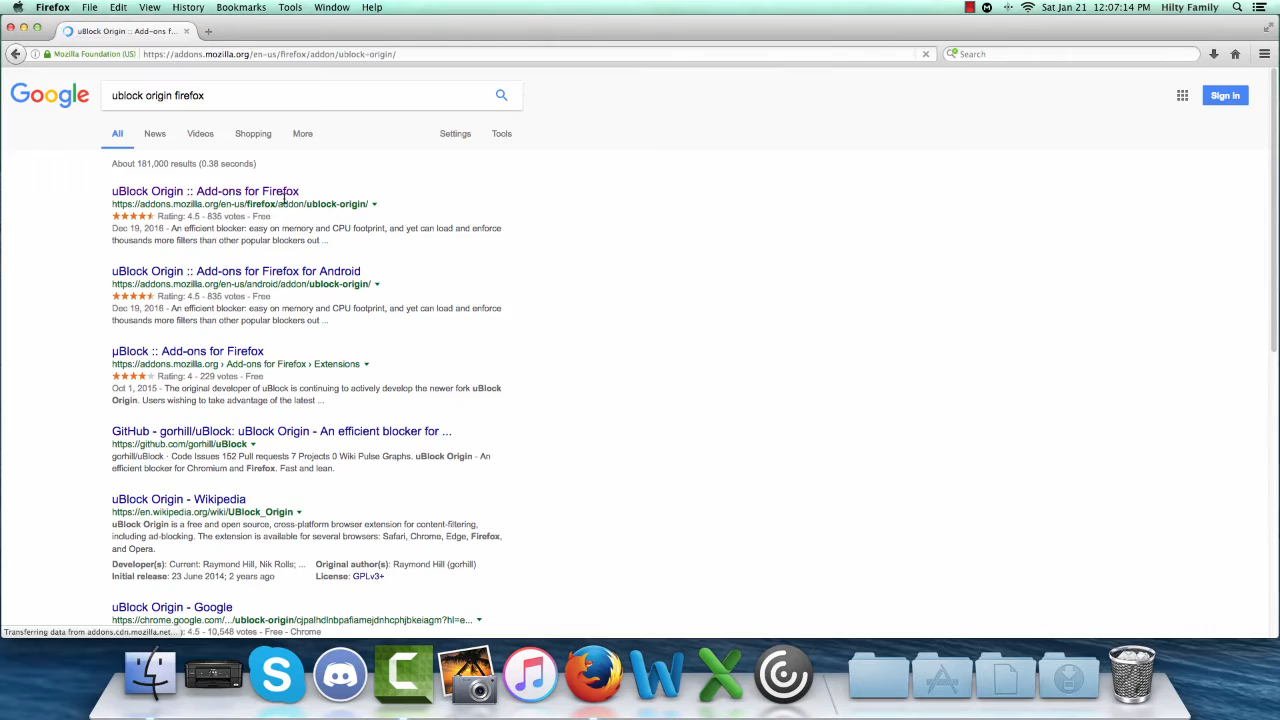 Firefox File Edit View History Bookmarks Tools Window Help Sat Jan 21 12:07:14 PM Hilty Family
uBlock Origin :: Add-ons f...
Mozilla Foundation (US) https://addons.mozilla.org/en-us/firefox/addon/ublock-origin/ Search
Google ublock origin firefox Sign In
All News Videos Shopping More Settings Tools
About 181,000 results (0.38 seconds)
uBlock Origin :: Add-ons for Firefox
https://addons.mozilla.org/en-us/firefox/addon/ublock-origin/
Rating: 4.5 - 835 votes - Free
Dec 19, 2016 - An efficient blocker: easy on memory and CPU footprint, and yet can load and enforce
thousands more filters than other popular blockers out ...
uBlock Origin :: Add-ons for Firefox for Android
https://addons.mozilla.org/en-us/android/addon/ublock-origin/
Rating: 4.5 - 835 votes - Free
Dec 19, 2016 - An efficient blocker: easy on memory and CPU footprint, and yet can load and enforce
thousands more filters than other popular blockers out ...
µBlock :: Add-ons for Firefox
https://addons.mozilla.org › Add-ons for Firefox › Extensions
Rating: 4 - 229 votes - Free
Oct 1, 2015 - The original developer of uBlock is continuing to actively develop the newer fork uBlock
Origin. Users wishing to take advantage of the latest ...
GitHub - gorhill/uBlock: uBlock Origin - An efficient blocker for ...
https://github.com/gorhill/uBlock
gorhill/uBlock · Code Issues 152 Pull requests 7 Projects 0 Wiki Pulse Graphs. uBlock Origin - An
efficient blocker for Chromium and Firefox. Fast and lean.
uBlock Origin - Wikipedia
https://en.wikipedia.org/wiki/UBlock_Origin
uBlock Origin is a free and open source, cross-platform browser extension for content-filtering,
including ad-blocking. The extension is available for several browsers: Safari, Chrome, Edge, Firefox,
and Opera.
Developer(s): Current: Raymond Hill, Nik Rolls; ... Original author(s): Raymond Hill (gorhill)
Initial release: 23 June 2014; 2 years ago License: GPLv3+
uBlock Origin - Google
https://chrome.google.com/.../ublock-origin/cjpalhdlnbpafiamejdnhcphjbkeiagm?hl=e...
Transferring data from addons.cdn.mozilla.net... : 4.5 - 10,548 votes - Free - Chrome